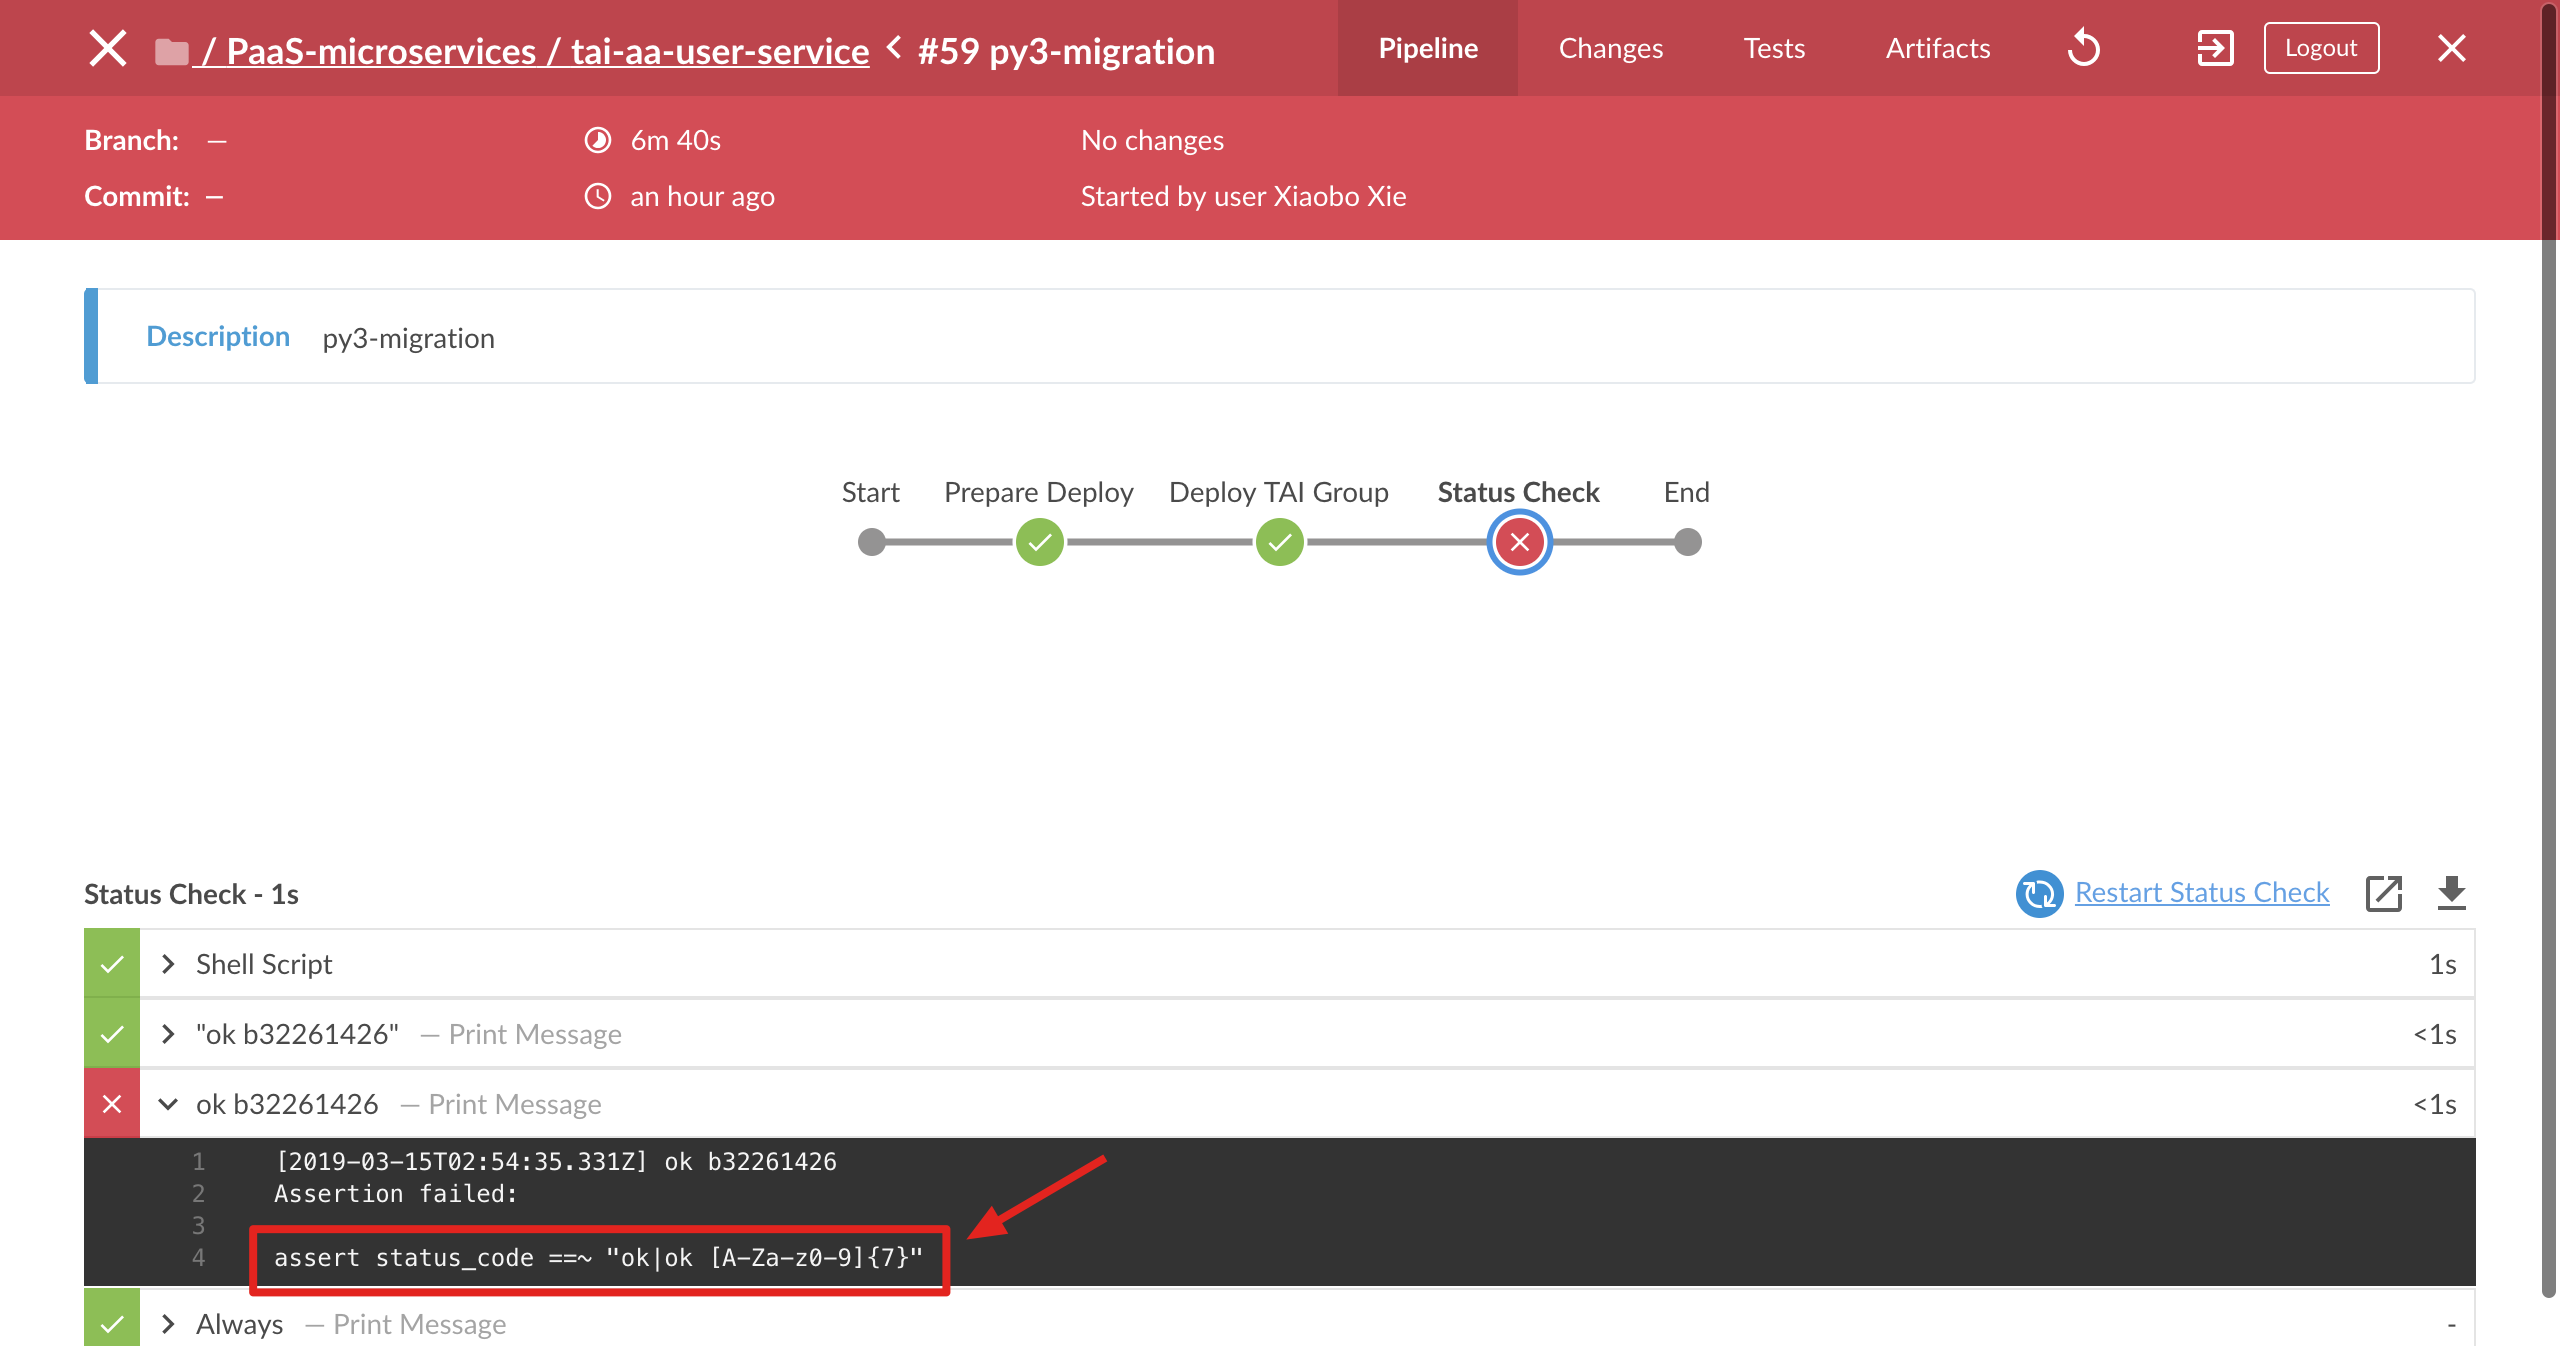 / PaaS-microservices / tai-aa-user-service < #59 py3-migration
Pipeline Changes Tests Artifacts Logout
Branch: — 6m 40s No changes
Commit: — an hour ago Started by user Xiaobo Xie
Description py3-migration
Start Prepare Deploy Deploy TAI Group Status Check End
Status Check - 1s Restart Status Check
Shell Script 1s
"ok b32261426" — Print Message <1s
ok b32261426 — Print Message <1s
1 [2019-03-15T02:54:35.331Z] ok b32261426
2 Assertion failed:
3
4 assert status_code ==~ "ok|ok [A-Za-z0-9]{7}"
Always — Print Message -